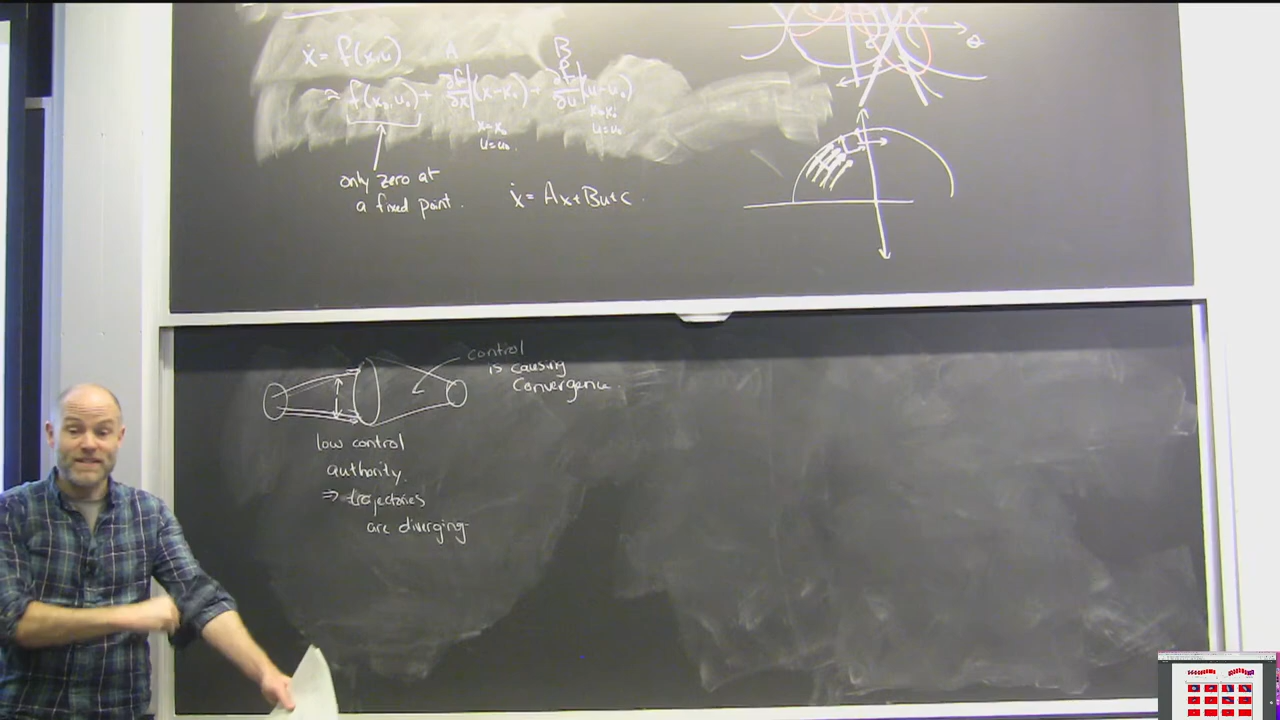 ẋ = f(x,u)
A B
≈ f(x₀,u₀) + ∂f/∂x| (x-x₀) + ∂f/∂u| (u-u₀)
x=x₀ x=x₀
u=u₀. u=u₀
only zero at
a fixed point.
ẋ = Ax+Bu+c.
control
is causing
Convergence.
low control
authority.
⇒ trajectories
are diverging